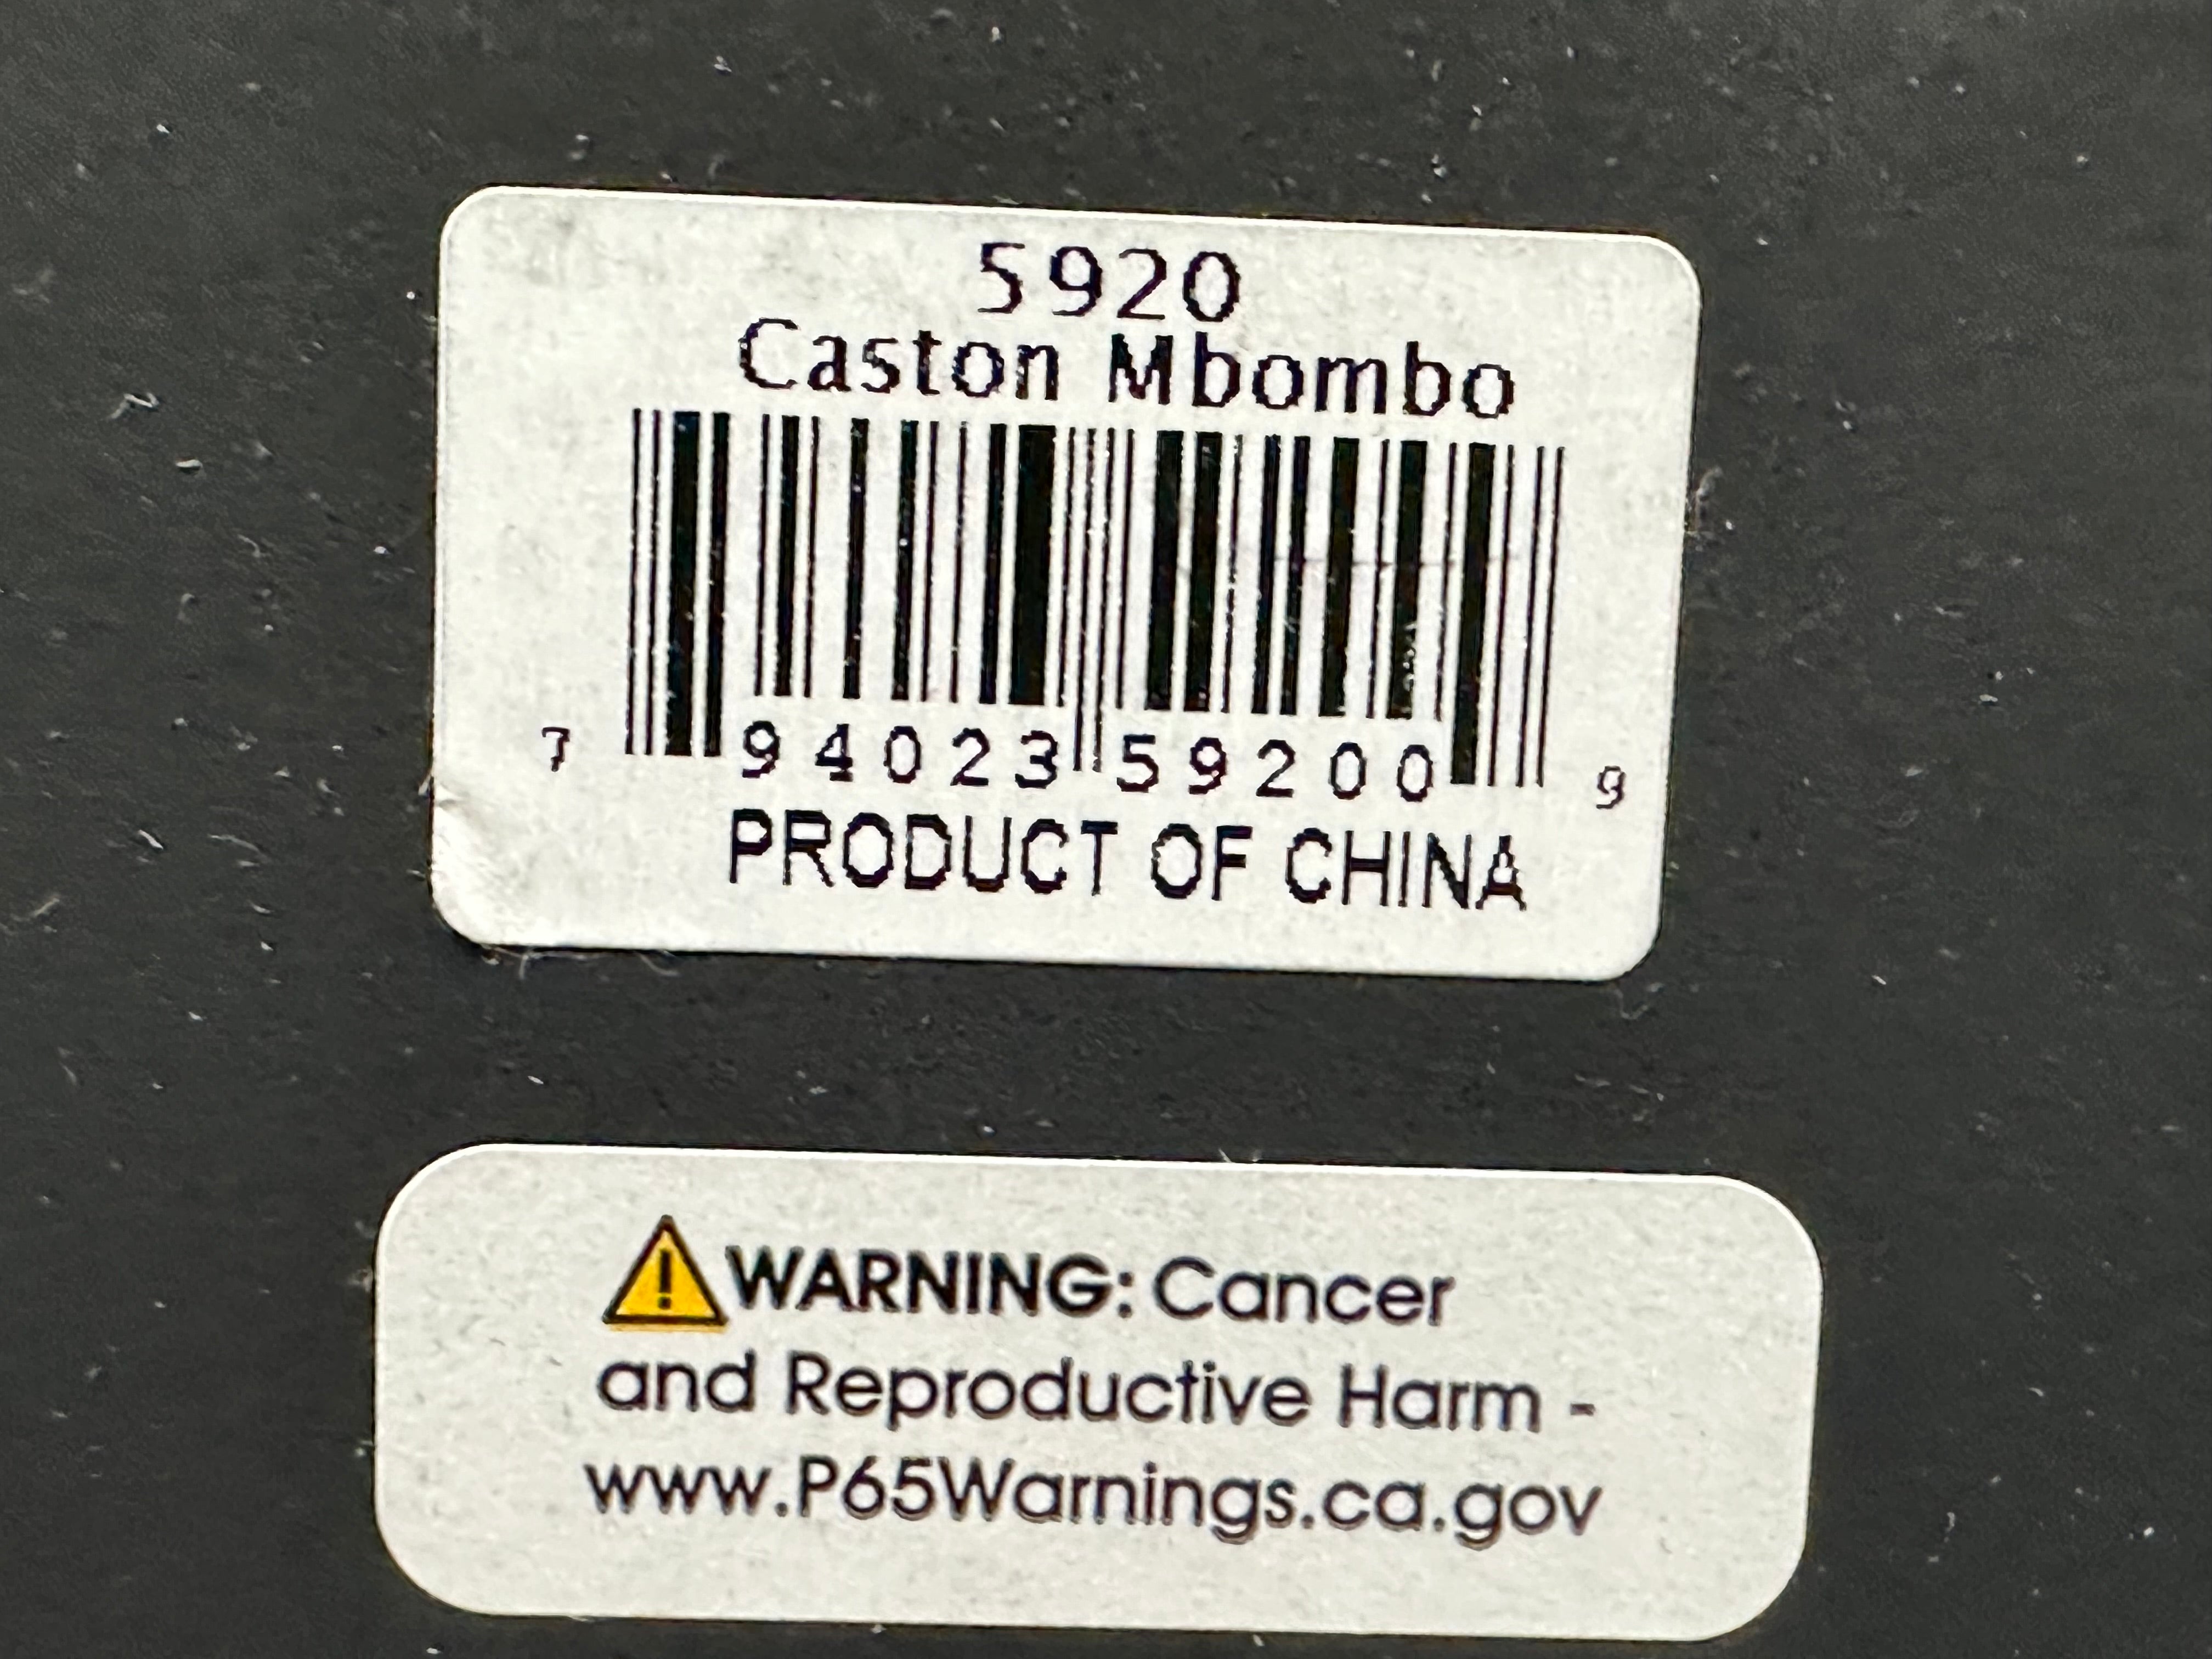 5920
Caston Mbombo
7 94023 59200 9
PRODUCT OF CHINA
WARNING: Cancer
and Reproductive Harm -
www.P65Warnings.ca.gov